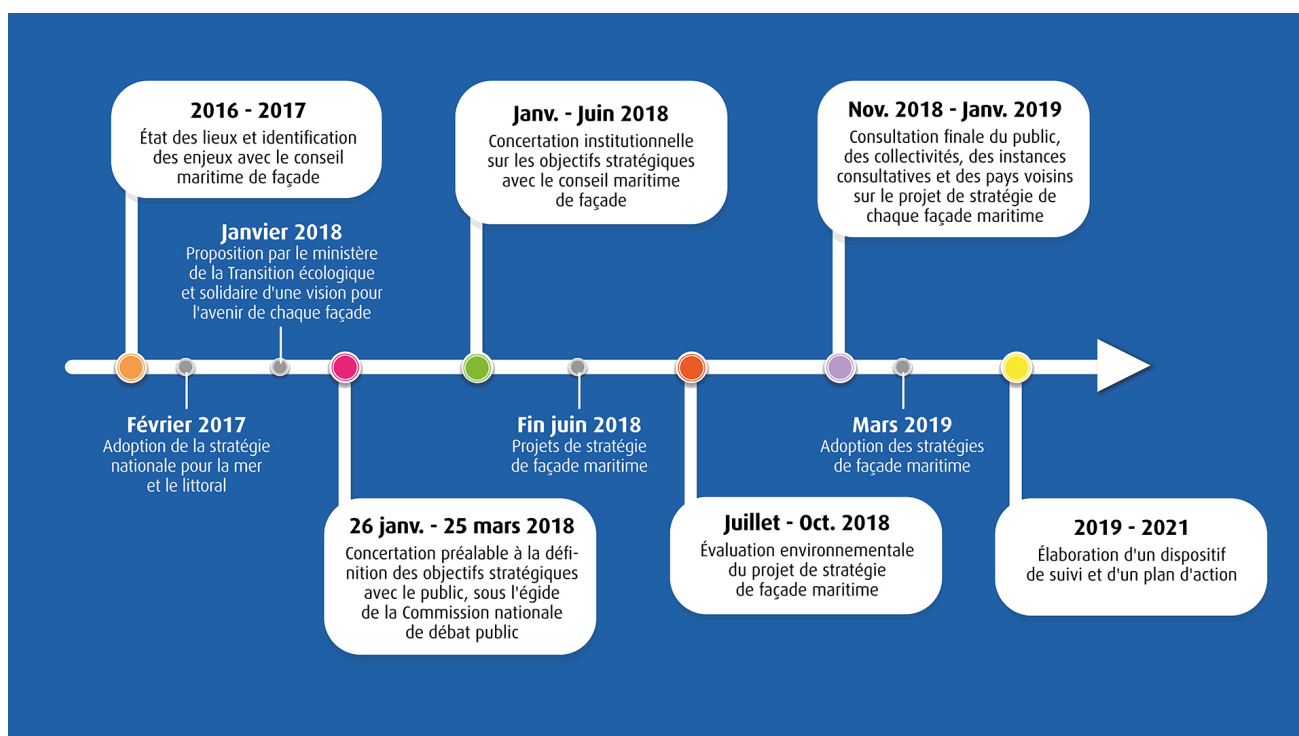 2016 - 2017
État des lieux et identification
des enjeux avec le conseil
maritime de façade
Janv. - Juin 2018
Concertation institutionnelle
sur les objectifs stratégiques
avec le conseil maritime
de façade
Nov. 2018 - Janv. 2019
Consultation finale du public,
des collectivités, des instances
consultatives et des pays voisins
sur le projet de stratégie de
chaque façade maritime
Janvier 2018
Proposition par le ministère
de la Transition écologique
et solidaire d'une vision pour
l'avenir de chaque façade
Février 2017
Adoption de la stratégie
nationale pour la mer
et le littoral
Fin juin 2018
Projets de stratégie
de façade maritime
Mars 2019
Adoption des stratégies
de façade maritime
26 janv. - 25 mars 2018
Concertation préalable à la défi-
nition des objectifs stratégiques
avec le public, sous l'égide
de la Commission nationale
de débat public
Juillet - Oct. 2018
Évaluation environnementale
du projet de stratégie
de façade maritime
2019 - 2021
Élaboration d'un dispositif
de suivi et d'un plan d'action